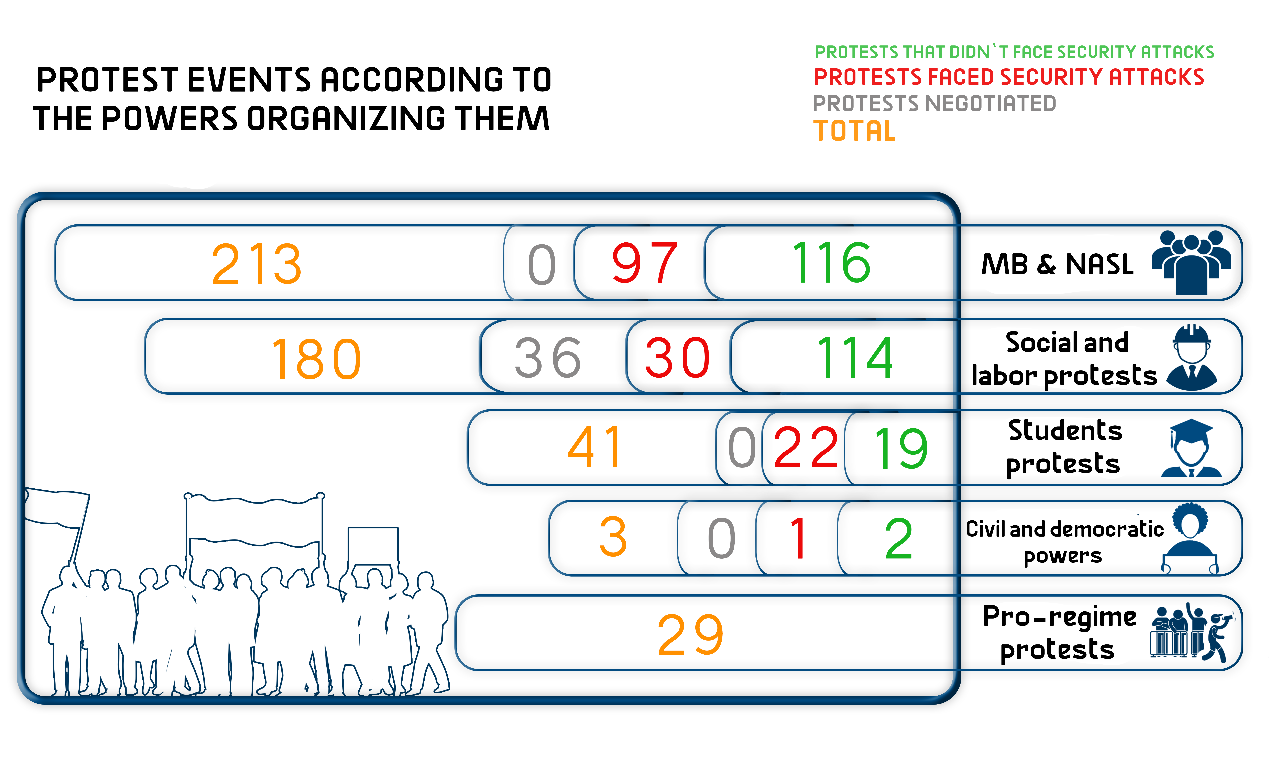 PROTEST EVENTS ACCORDING TO
THE POWERS ORGANIZING THEM
PROTESTS THAT DIDN`T FACE SECURITY ATTACKS
PROTESTS FACED SECURITY ATTACKS
PROTESTS NEGOTIATED
TOTAL
213 0 97 116 MB & NASL
180 36 30 114 Social and
labor protests
41 0 22 19 Students
protests
3 0 1 2 Civil and democratic
powers
29 Pro-regime
protests